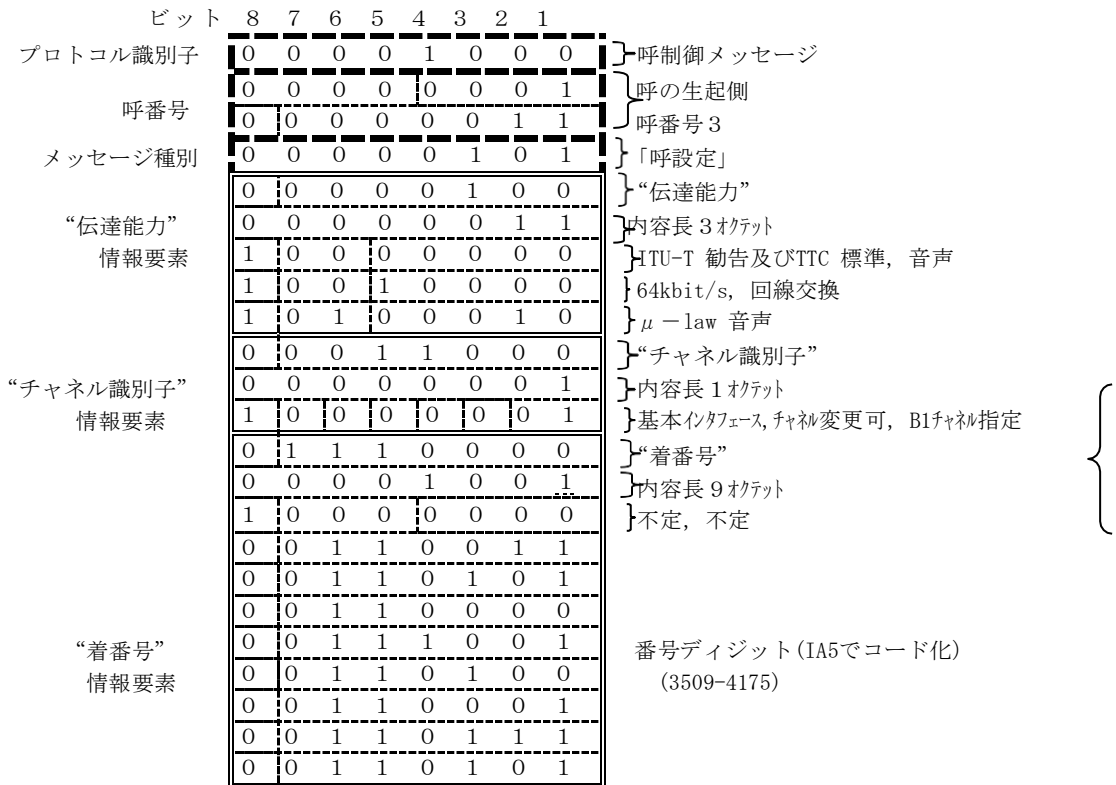 ビット 8 7 6 5 4 3 2 1
プロトコル識別子 0 0 0 0 1 0 0 0 呼制御メッセージ
0 0 0 0 0 0 0 1 呼の生起側
呼番号
0 0 0 0 0 0 1 1 呼番号3
メッセージ種別 0 0 0 0 0 1 0 1 「呼設定」
0 0 0 0 0 1 0 0 “伝達能力”
“伝達能力” 0 0 0 0 0 0 1 1 内容長3オクテット
情報要素 1 0 0 0 0 0 0 0 ITU-T 勧告及びTTC 標準, 音声
1 0 0 1 0 0 0 0 64kbit/s, 回線交換
1 0 1 0 0 0 1 0 μ-law 音声
0 0 0 1 1 0 0 0 “チャネル識別子”
“チャネル識別子” 0 0 0 0 0 0 0 1 内容長1オクテット
情報要素 1 0 0 0 0 0 0 1 基本インタフェース,チャネル変更可, B1チャネル指定
0 1 1 1 0 0 0 0 “着番号”
0 0 0 0 1 0 0 1 内容長9オクテット
1 0 0 0 0 0 0 0 不定, 不定
0 0 1 1 0 0 1 1
0 0 1 1 0 1 0 1
0 0 1 1 0 0 0 0
“着番号” 0 0 1 1 1 0 0 1 番号ディジット(IA5でコード化)
情報要素 0 0 1 1 0 1 0 0 (3509-4175)
0 0 1 1 0 0 0 1
0 0 1 1 0 1 1 1
0 0 1 1 0 1 0 1